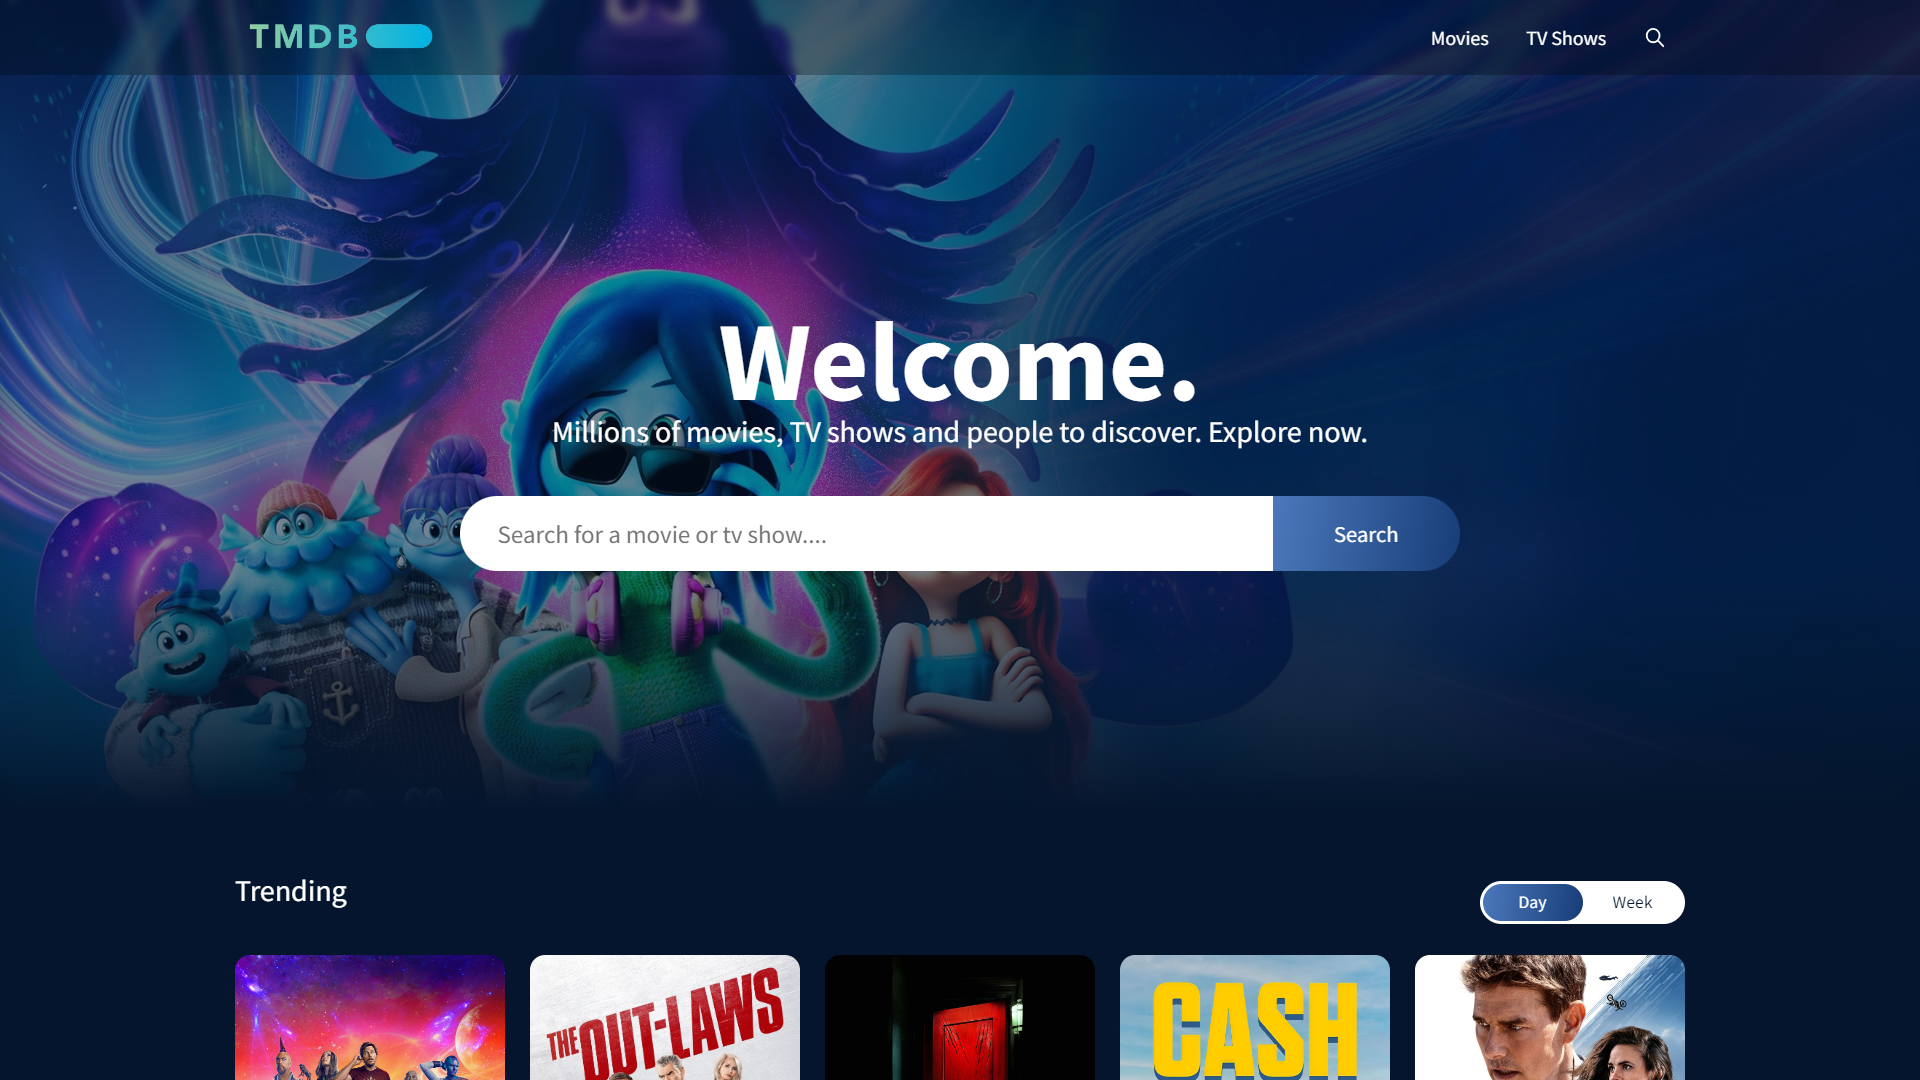 TMDB
Movies
TV Shows
Welcome.
Millions of movies, TV shows and people to discover. Explore now.
Search for a movie or tv show....
Search
Trending
Day
Week
THE OUT-LAWS
CASH